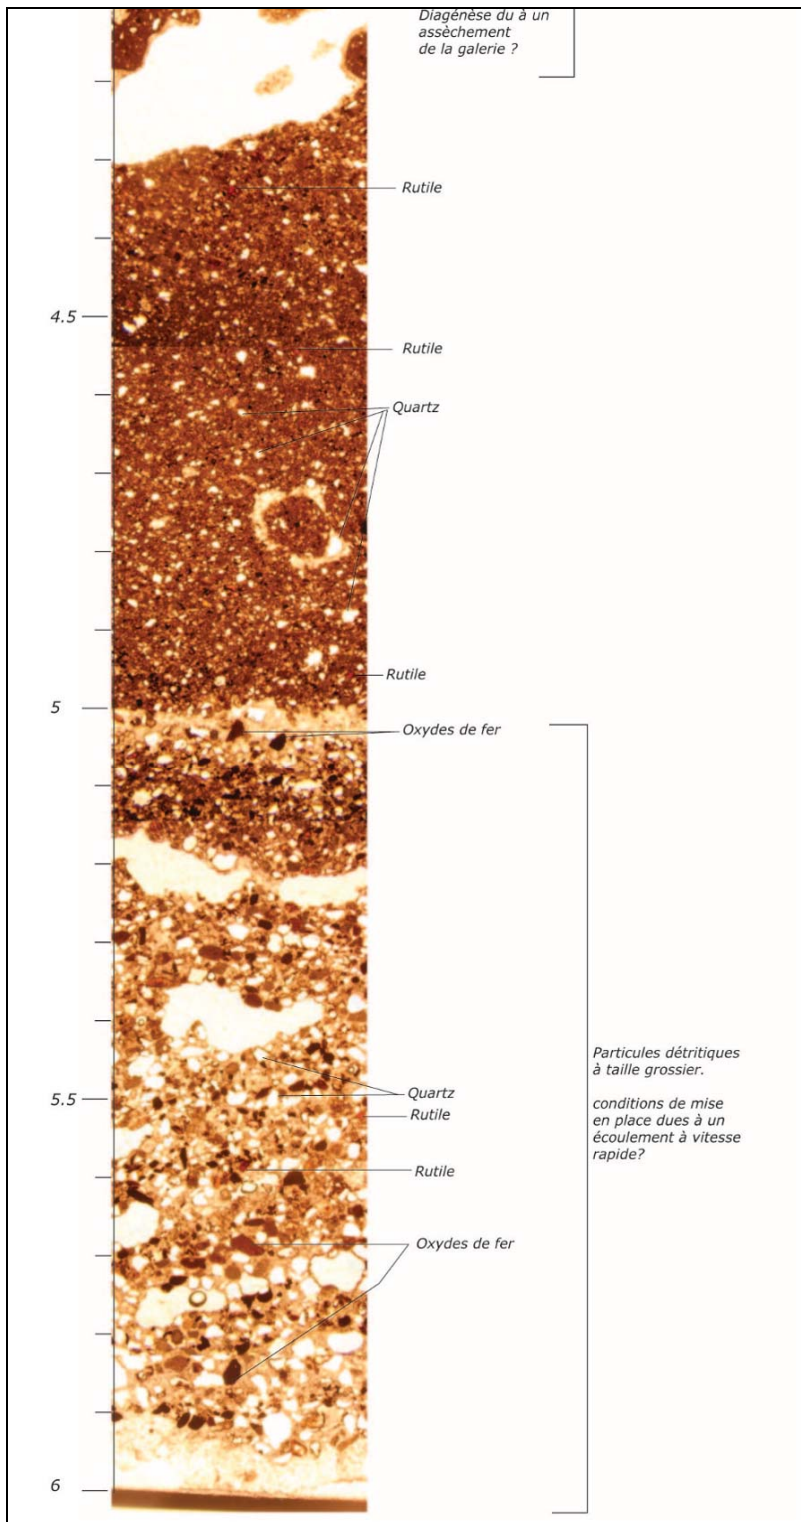 Diagénèse du à un
assèchement
de la galerie ?
Rutile
4.5
Rutile
Quartz
Rutile
5
Oxydes de fer
Particules détritiques
à taille grossier.
conditions de mise
en place dues à un
écoulement à vitesse
rapide?
Quartz
5.5
Rutile
Rutile
Oxydes de fer
6